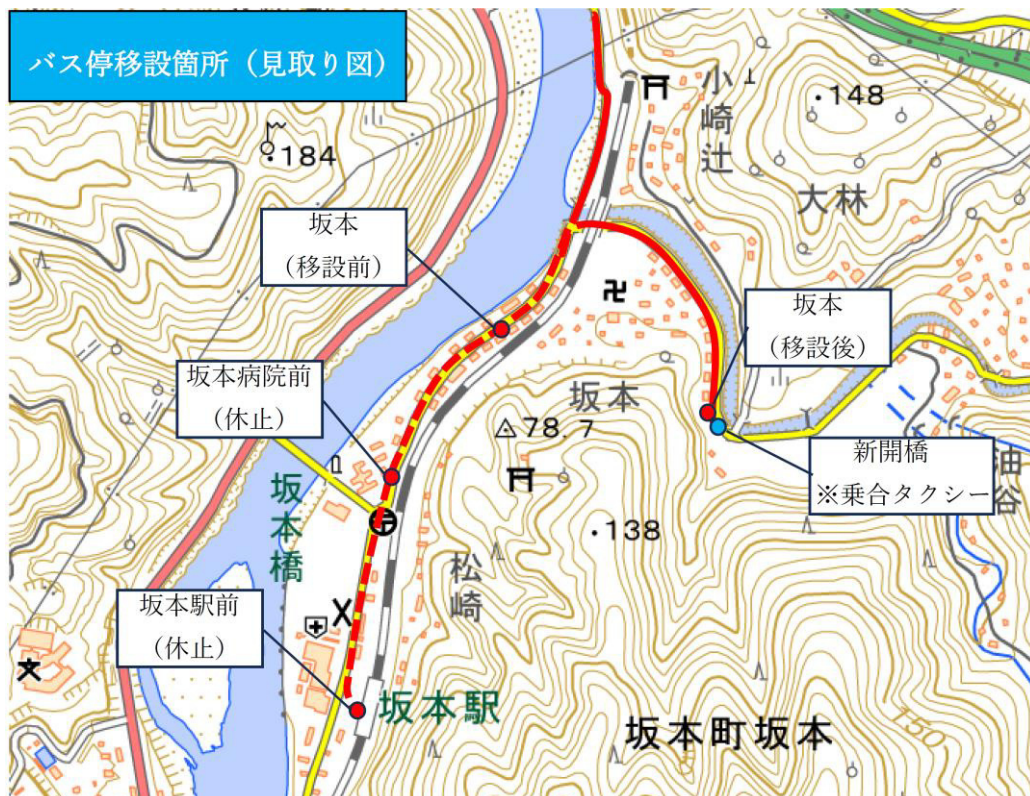 バス停移設箇所（見取り図）
・148
小崎辻
・184
大林
坂本
（移設前）
坂本
（移設後）
坂本病院前
（休止）
坂本
78.7
新開橋
※乗合タクシー
油谷
坂本橋
・138
松崎
坂本駅前
（休止）
坂本駅
坂本町坂本
150